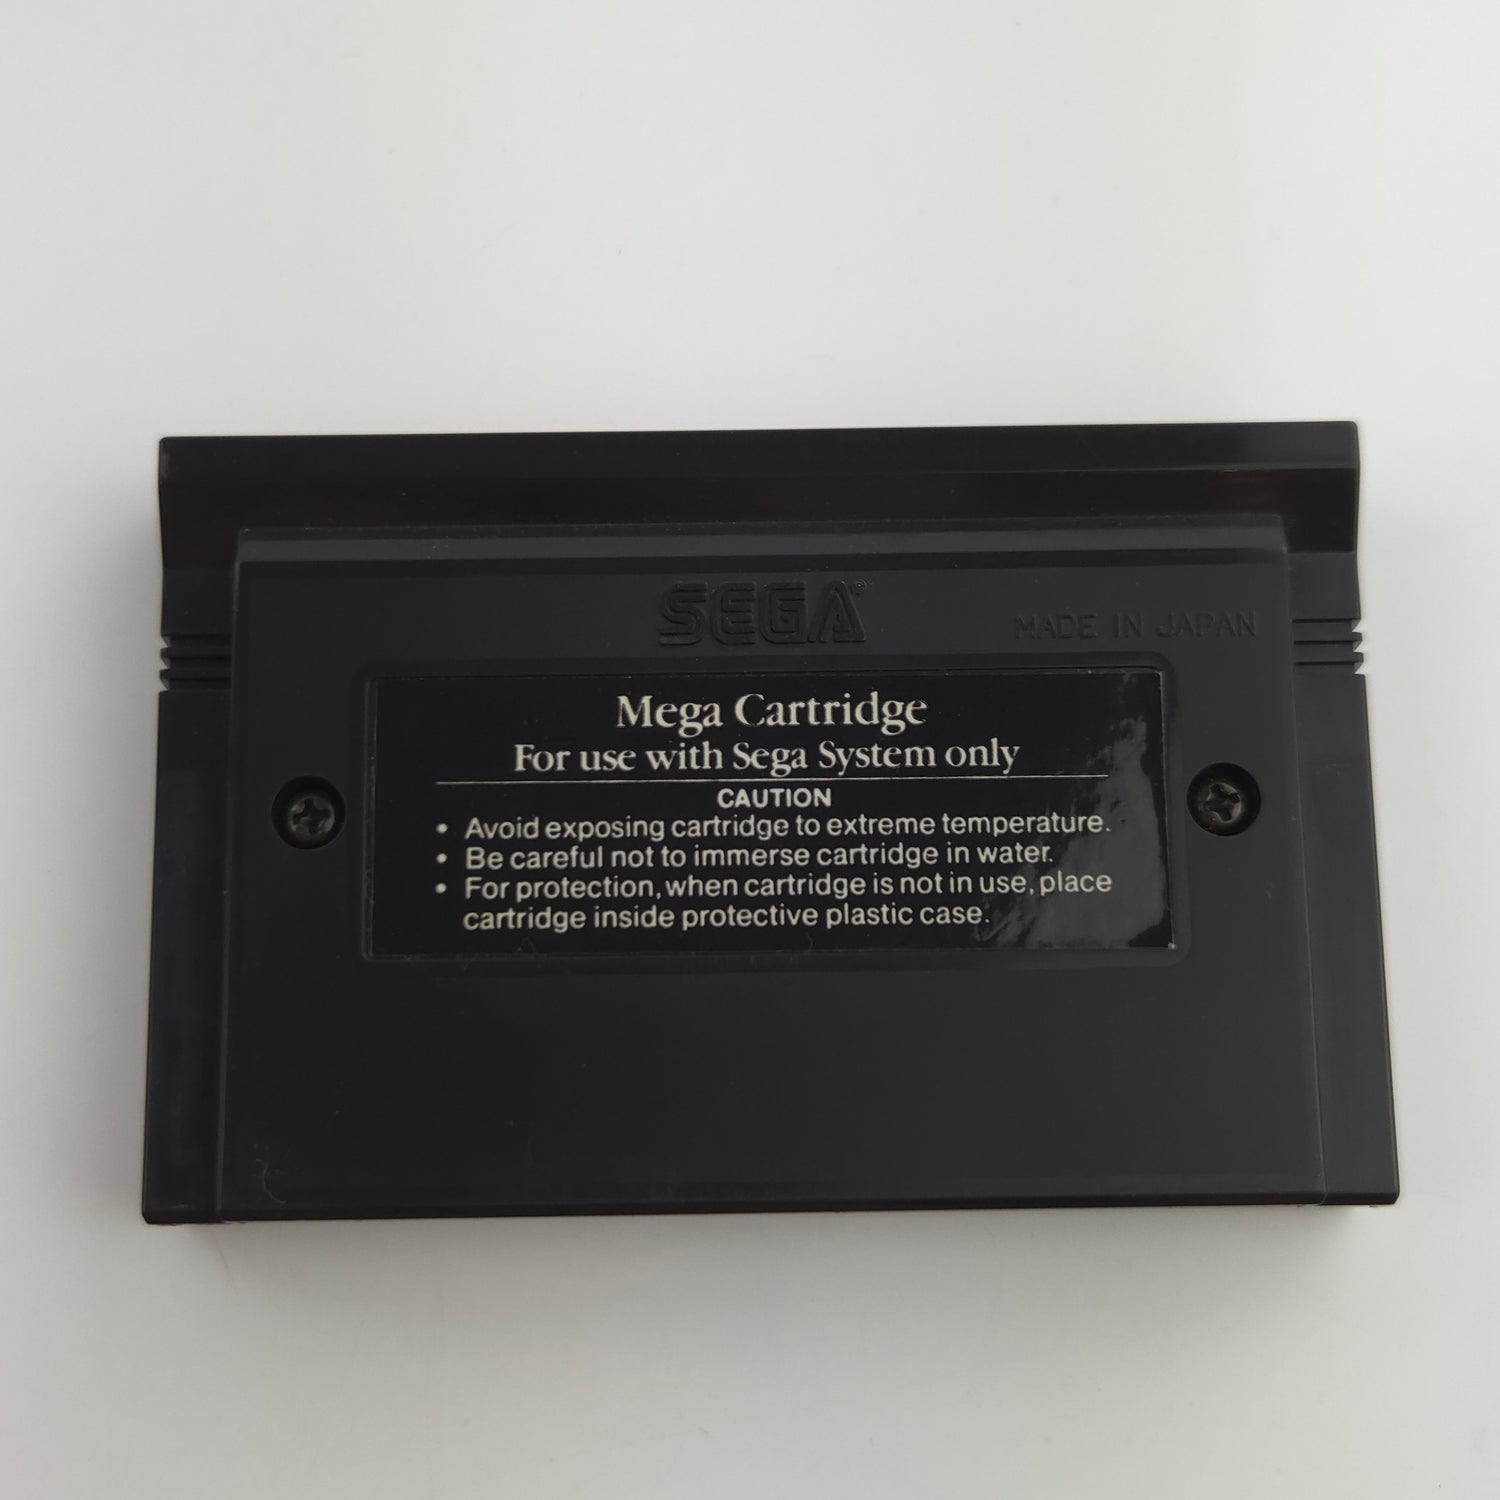 SEGA®
MADE IN JAPAN
Mega Cartridge
For use with Sega System only
CAUTION
• Avoid exposing cartridge to extreme temperature.
• Be careful not to immerse cartridge in water.
• For protection, when cartridge is not in use, place
cartridge inside protective plastic case.